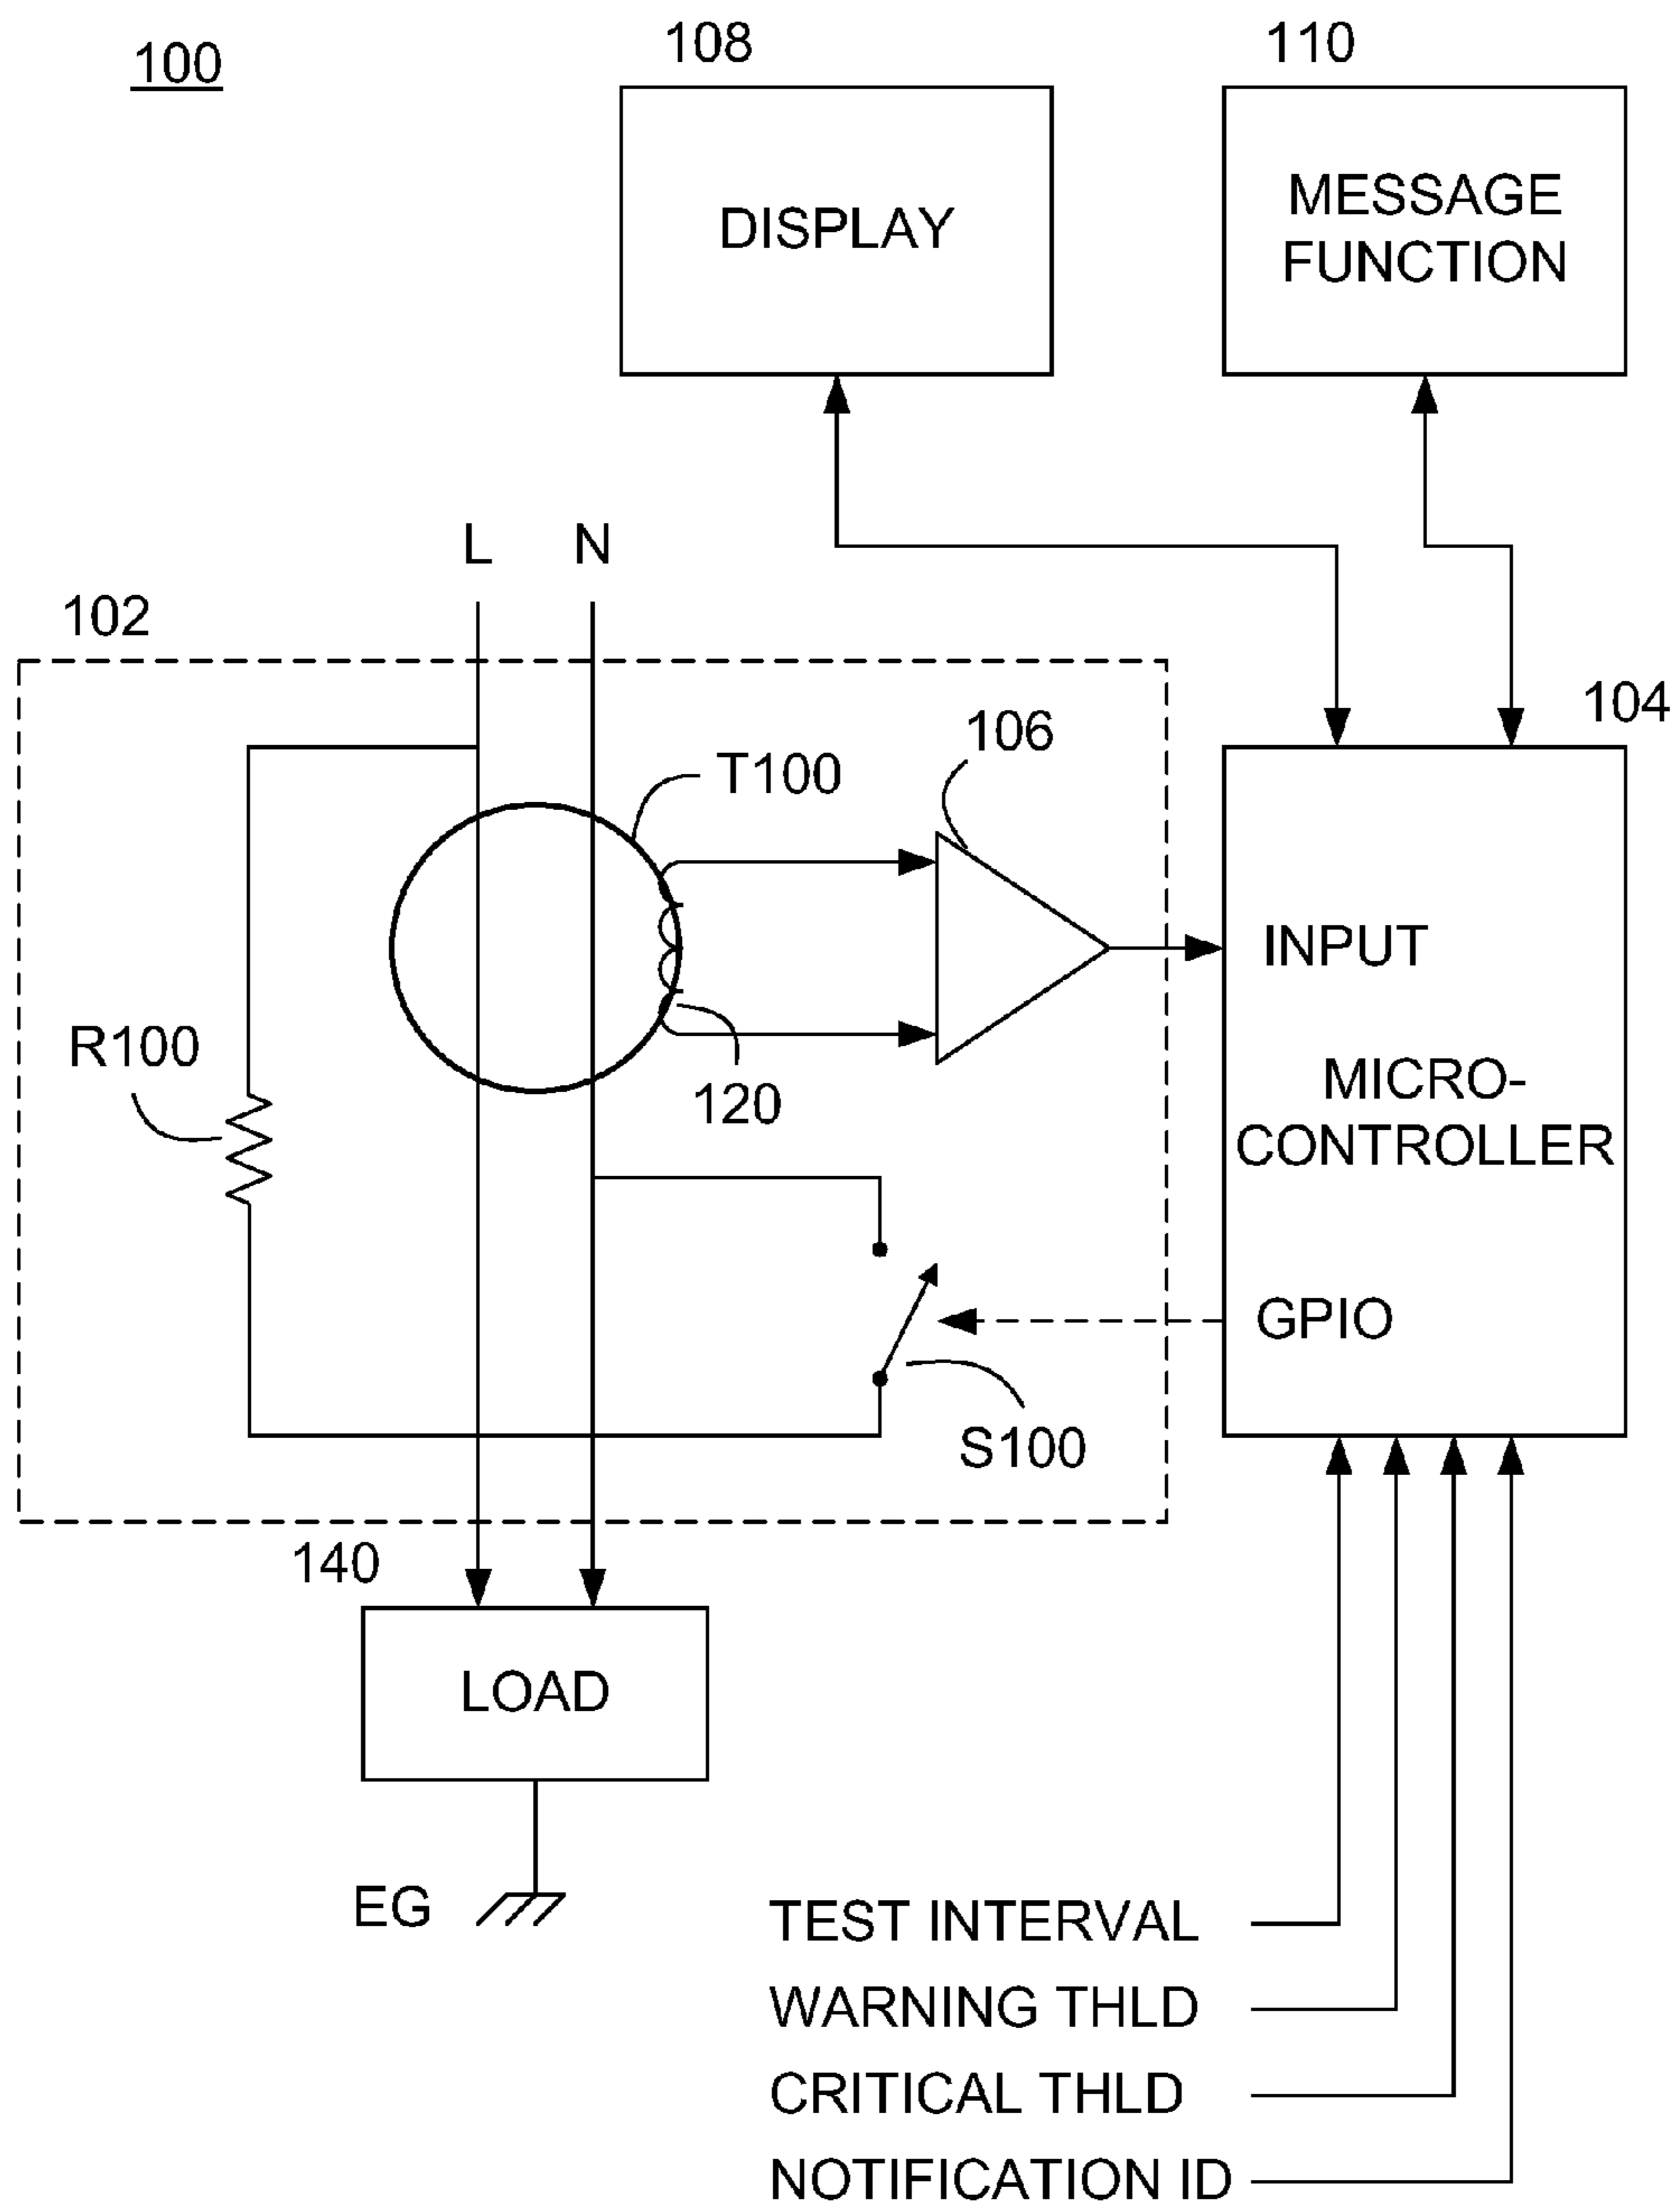 100
108
110
DISPLAY
MESSAGE
FUNCTION
L
N
102
104
106
T100
INPUT
R100
120
MICRO-
CONTROLLER
GPIO
S100
140
LOAD
EG
TEST INTERVAL
WARNING THLD
CRITICAL THLD
NOTIFICATION ID